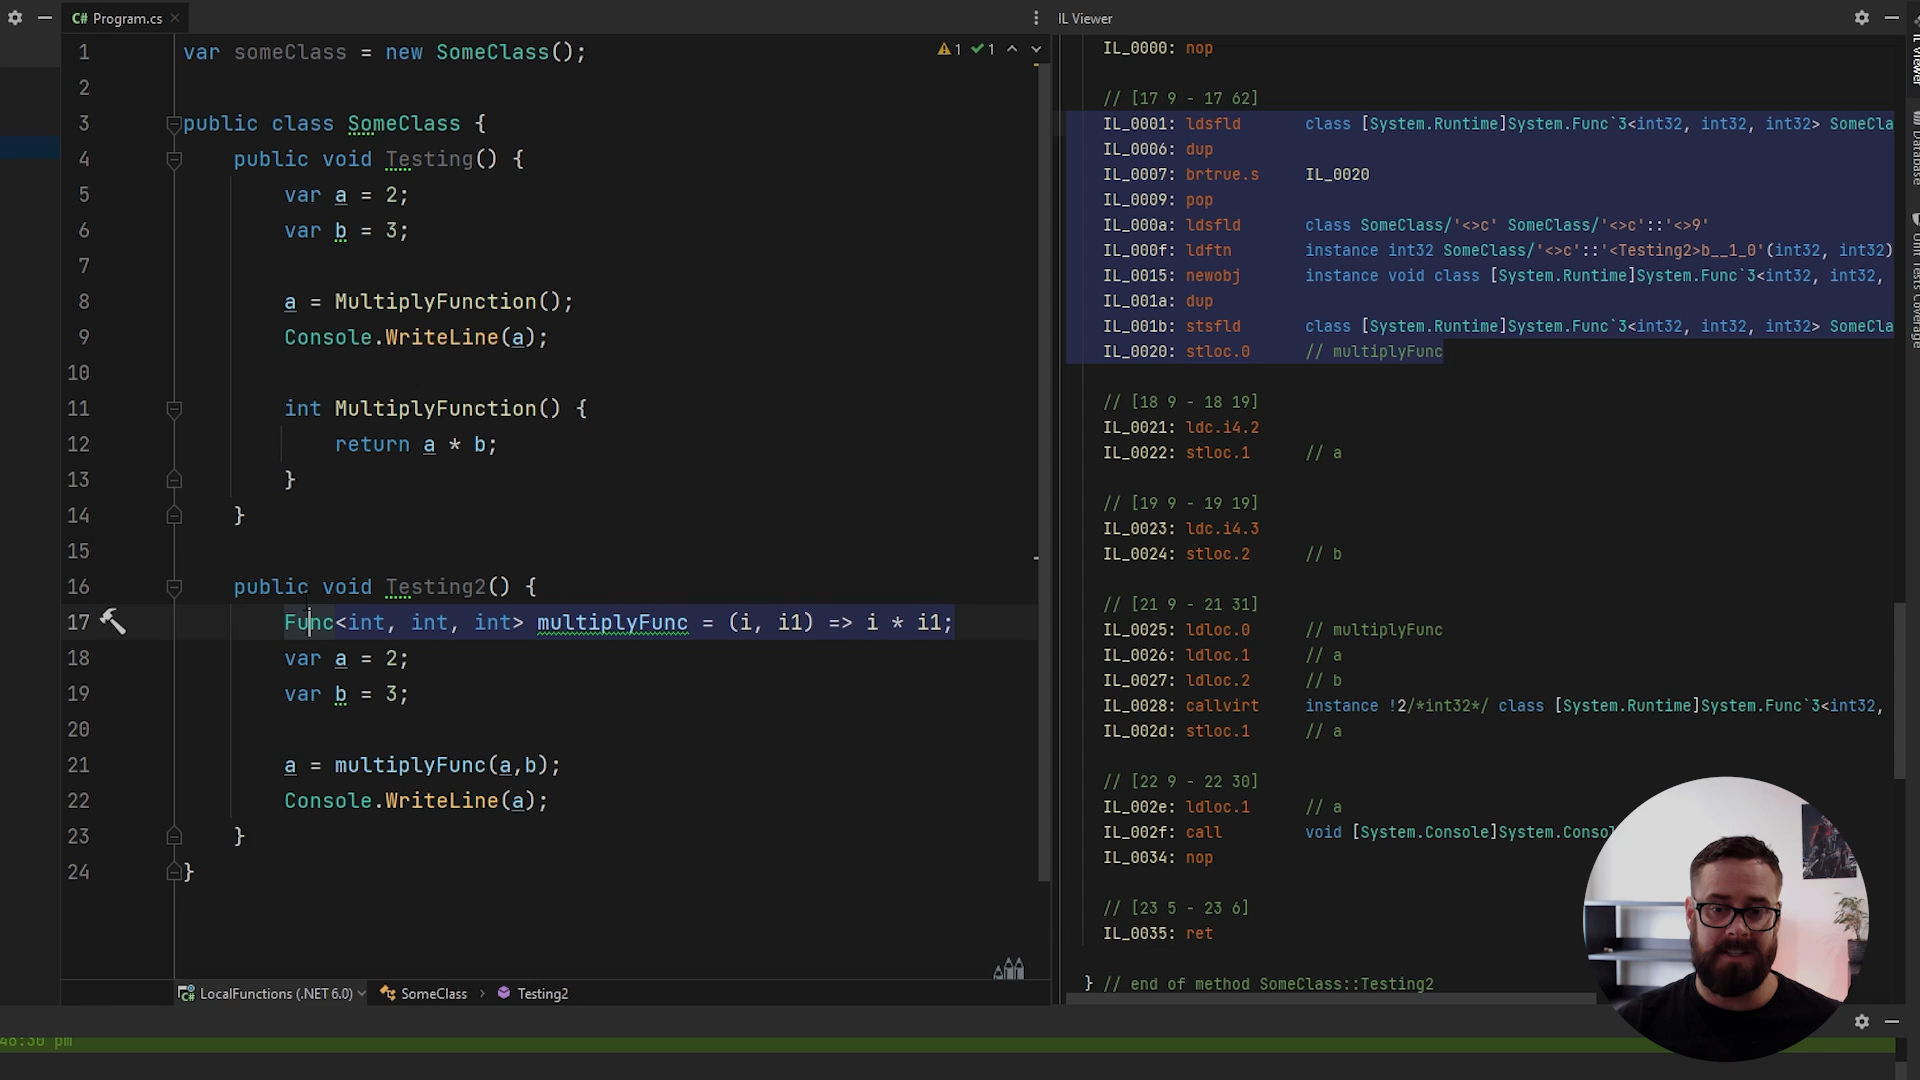 C# Program.cs
1 var someClass = new SomeClass();
2
3 public class SomeClass {
4 public void Testing() {
5 var a = 2;
6 var b = 3;
7
8 a = MultiplyFunction();
9 Console.WriteLine(a);
10
11 int MultiplyFunction() {
12 return a * b;
13 }
14 }
15
16 public void Testing2() {
17 Func<int, int, int> multiplyFunc = (i, i1) => i * i1;
18 var a = 2;
19 var b = 3;
20
21 a = multiplyFunc(a,b);
22 Console.WriteLine(a);
23 }
24 }
1 1
LocalFunctions (.NET 6.0) SomeClass Testing2
IL Viewer
IL_0000: nop
// [17 9 - 17 62]
IL_0001: ldsfld class [System.Runtime]System.Func`3<int32, int32, int32> SomeCla
IL_0006: dup
IL_0007: brtrue.s IL_0020
IL_0009: pop
IL_000a: ldsfld class SomeClass/'<>c' SomeClass/'<>c'::'<>9'
IL_000f: ldftn instance int32 SomeClass/'<>c'::'<Testing2>b__1_0'(int32, int32)
IL_0015: newobj instance void class [System.Runtime]System.Func`3<int32, int32,
IL_001a: dup
IL_001b: stsfld class [System.Runtime]System.Func`3<int32, int32, int32> SomeCla
IL_0020: stloc.0 // multiplyFunc
// [18 9 - 18 19]
IL_0021: ldc.i4.2
IL_0022: stloc.1 // a
// [19 9 - 19 19]
IL_0023: ldc.i4.3
IL_0024: stloc.2 // b
// [21 9 - 21 31]
IL_0025: ldloc.0 // multiplyFunc
IL_0026: ldloc.1 // a
IL_0027: ldloc.2 // b
IL_0028: callvirt instance !2/*int32*/ class [System.Runtime]System.Func`3<int32,
IL_002d: stloc.1 // a
// [22 9 - 22 30]
IL_002e: ldloc.1 // a
IL_002f: call void [System.Console]System.Conso
IL_0034: nop
// [23 5 - 23 6]
IL_0035: ret
} // end of method SomeClass::Testing2
IL Viewer
Database
Unit Tests Coverage
48:30 pm